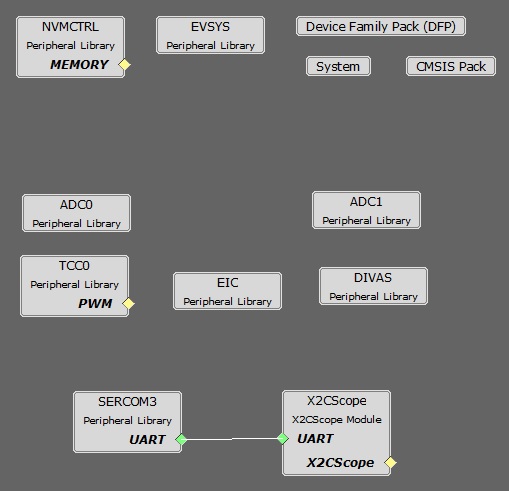 NVMCTRL
Peripheral Library
MEMORY
EVSYS
Peripheral Library
Device Family Pack (DFP)
System
CMSIS Pack
ADC0
Peripheral Library
ADC1
Peripheral Library
TCC0
Peripheral Library
PWM
EIC
Peripheral Library
DIVAS
Peripheral Library
SERCOM3
Peripheral Library
UART
X2CScope
X2CScope Module
UART
X2CScope